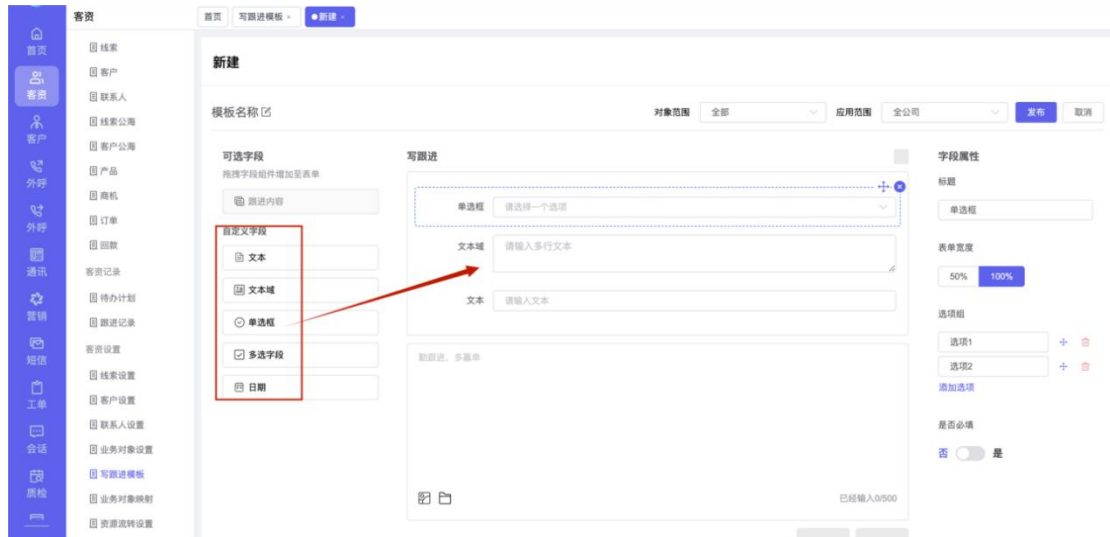 首页
客资
客户
外呼
外呼
通讯
营销
短信
工单
会话
质检
客资
线索
客户
联系人
线索公海
客户公海
产品
商机
订单
回款
客资记录
待办计划
跟进记录
客资设置
线索设置
客户设置
联系人设置
业务对象设置
写跟进模板
业务对象映射
资源流转设置
首页 写跟进模板 × 新建 ×
新建
模板名称 对象范围 全部 应用范围 全公司 发布 取消
可选字段
拖拽字段组件增加至表单
跟进内容
自定义字段
文本
文本域
单选框
多选字段
日期
写跟进
单选框 请选择一个选项
文本域 请输入多行文本
文本 请输入文本
勤跟进，多赢单
已经输入0/500
字段属性
标题
单选框
表单宽度
50% 100%
选项组
选项1
选项2
添加选项
是否必填
否 是